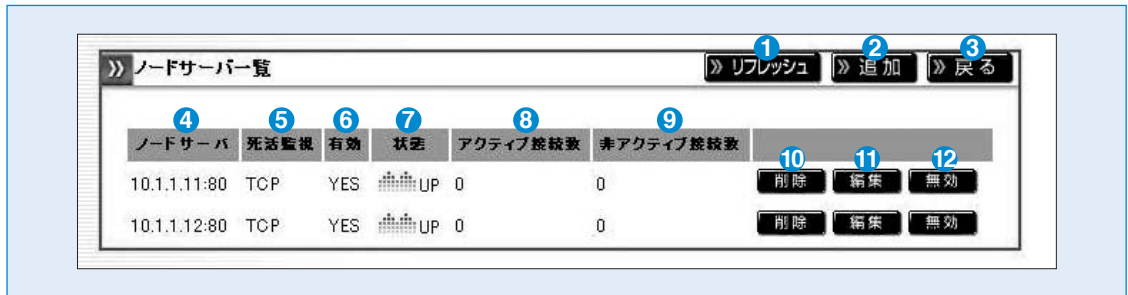 1 2 3
» ノードサーバ一覧 » リフレッシュ » 追加 » 戻る
4 5 6 7 8 9
ノードサーバ 死活監視 有効 状態 アクティブ接続数 非アクティブ接続数
10 11 12
10.1.1.11:80 TCP YES UP 0 0 削除 編集 無効
10.1.1.12:80 TCP YES UP 0 0 削除 編集 無効